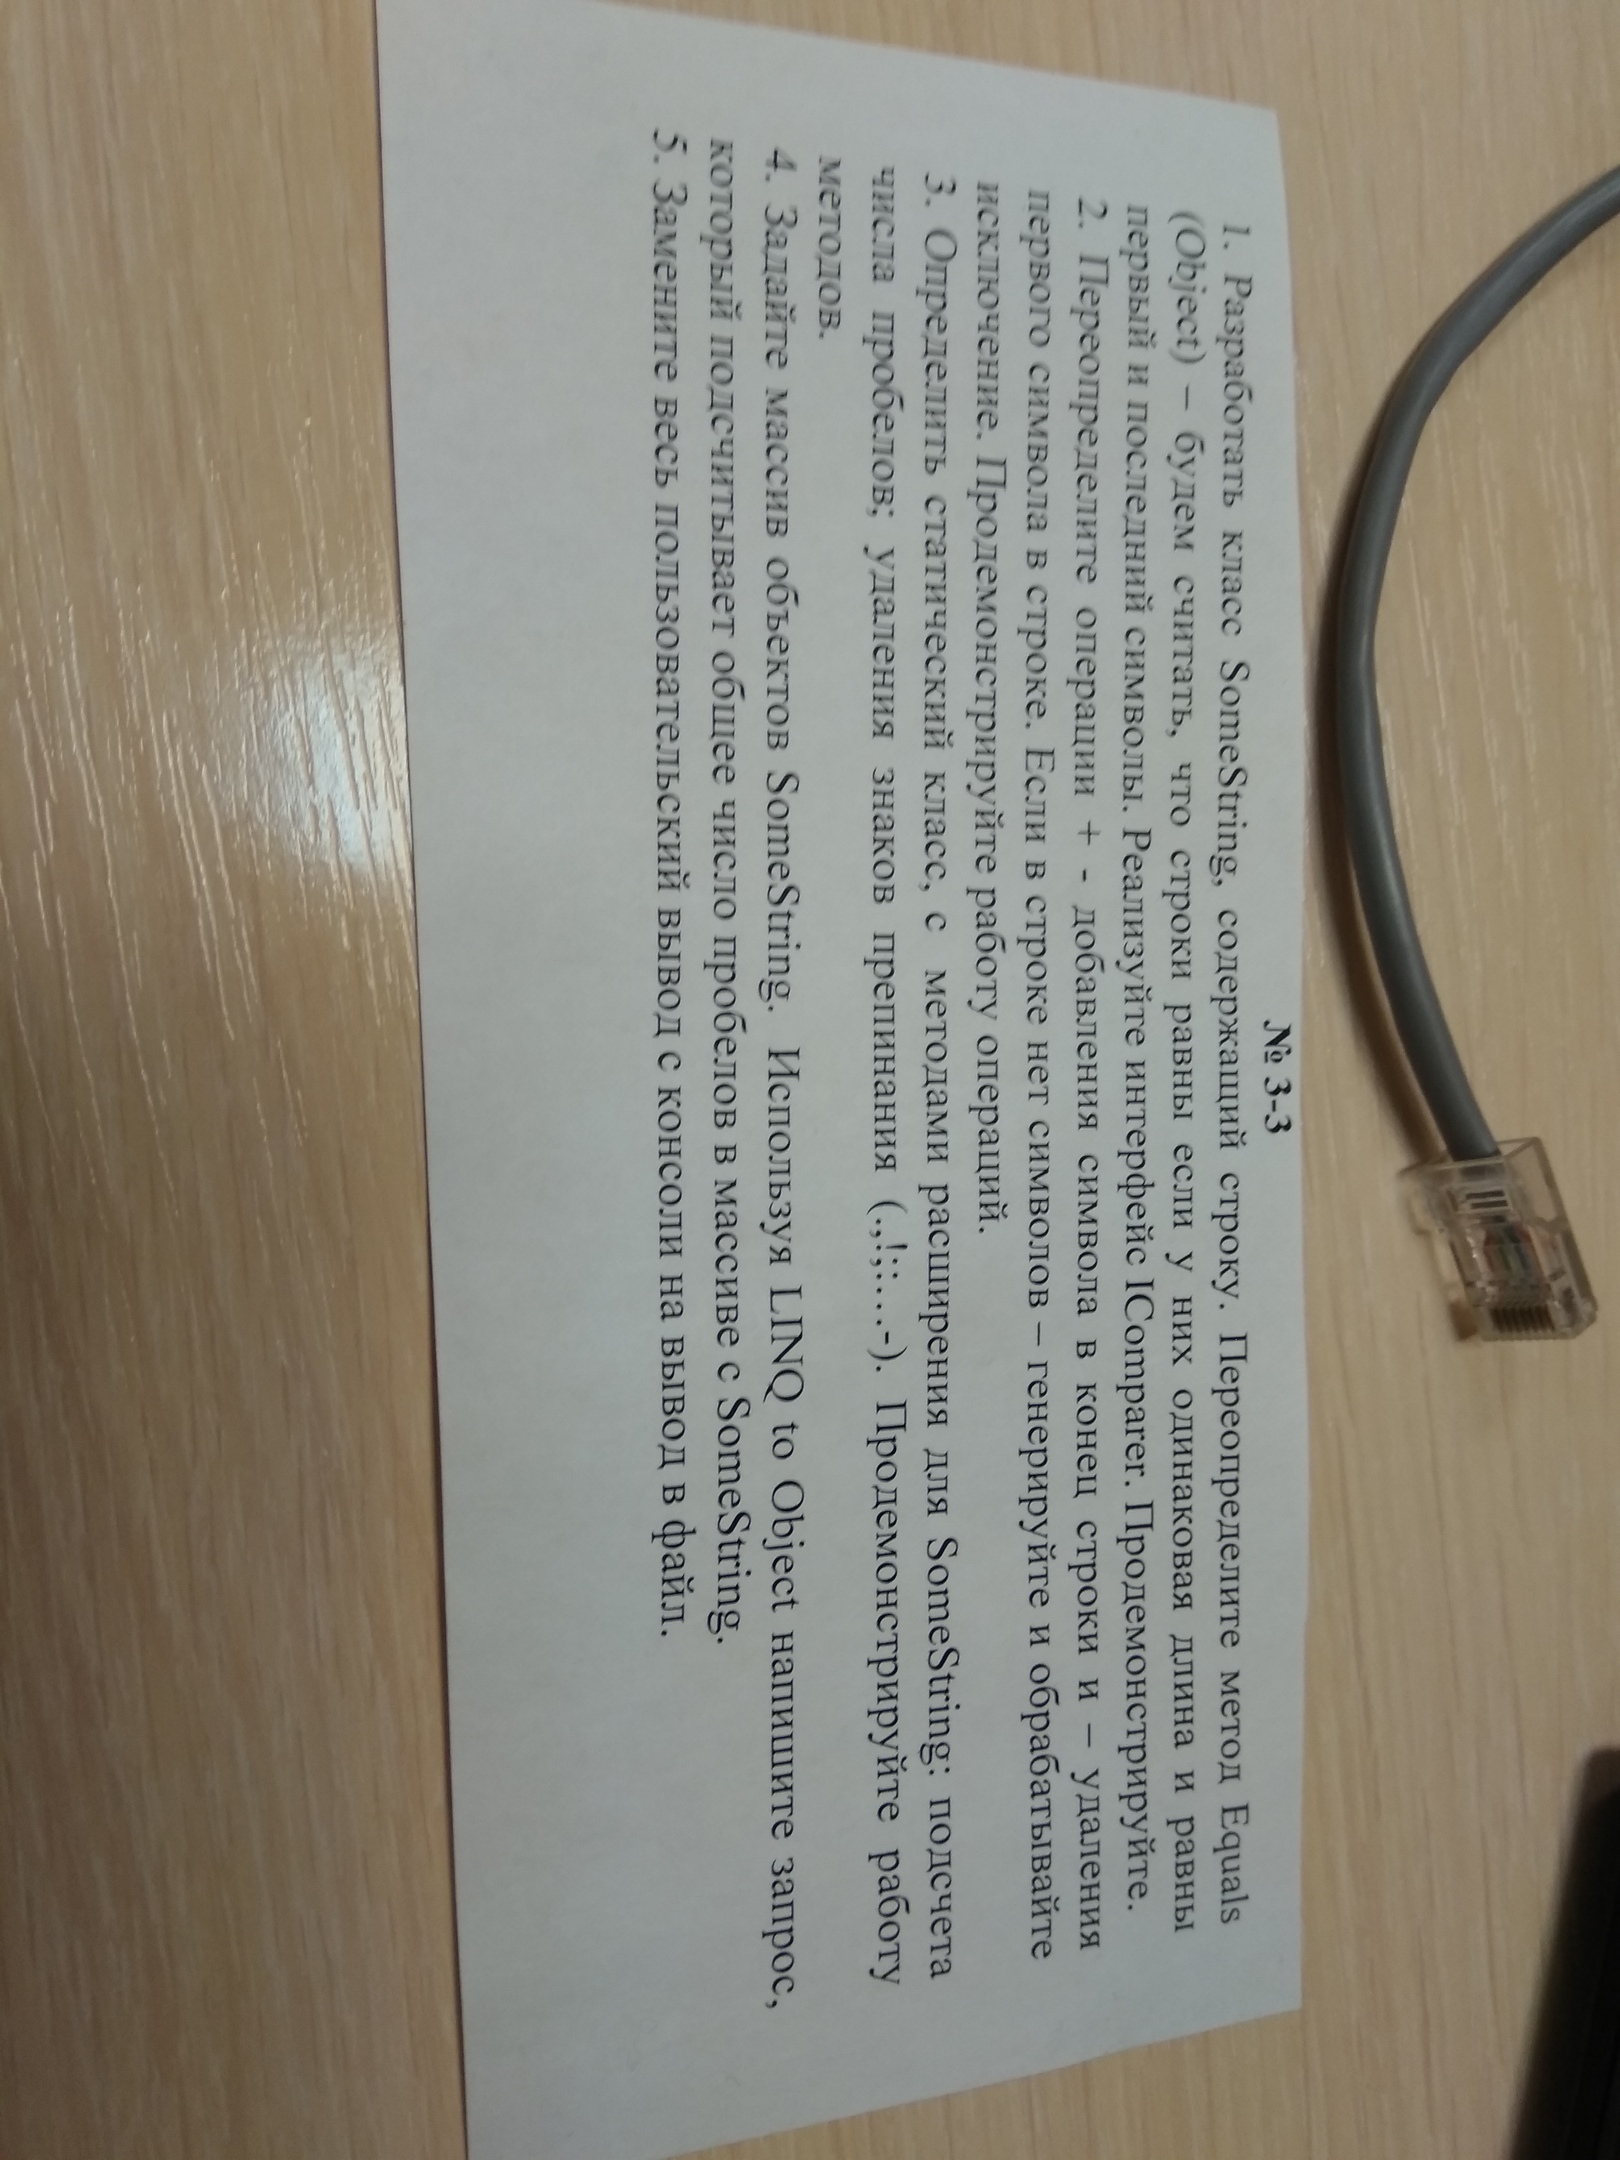 № 3-3
1. Разработать класс SomeString, содержащий строку. Переопределите метод Equals
(Object) – будем считать, что строки равны если у них одинаковая длина и равны
первый и последний символы. Реализуйте интерфейс IComparer. Продемонстрируйте.
2. Переопределите операции + - добавления символа в конец строки и – удаления
первого символа в строке. Если в строке нет символов – генерируйте и обрабатывайте
исключение. Продемонстрируйте работу операций.
3. Определить статический класс, с методами расширения для SomeString: подсчета
числа пробелов; удаления знаков препинания (.,!;:…-). Продемонстрируйте работу
методов.
4. Задайте массив объектов SomeString. Используя LINQ to Object напишите запрос,
который подсчитывает общее число пробелов в массиве с SomeString.
5. Замените весь пользовательский вывод с консоли на вывод в файл.